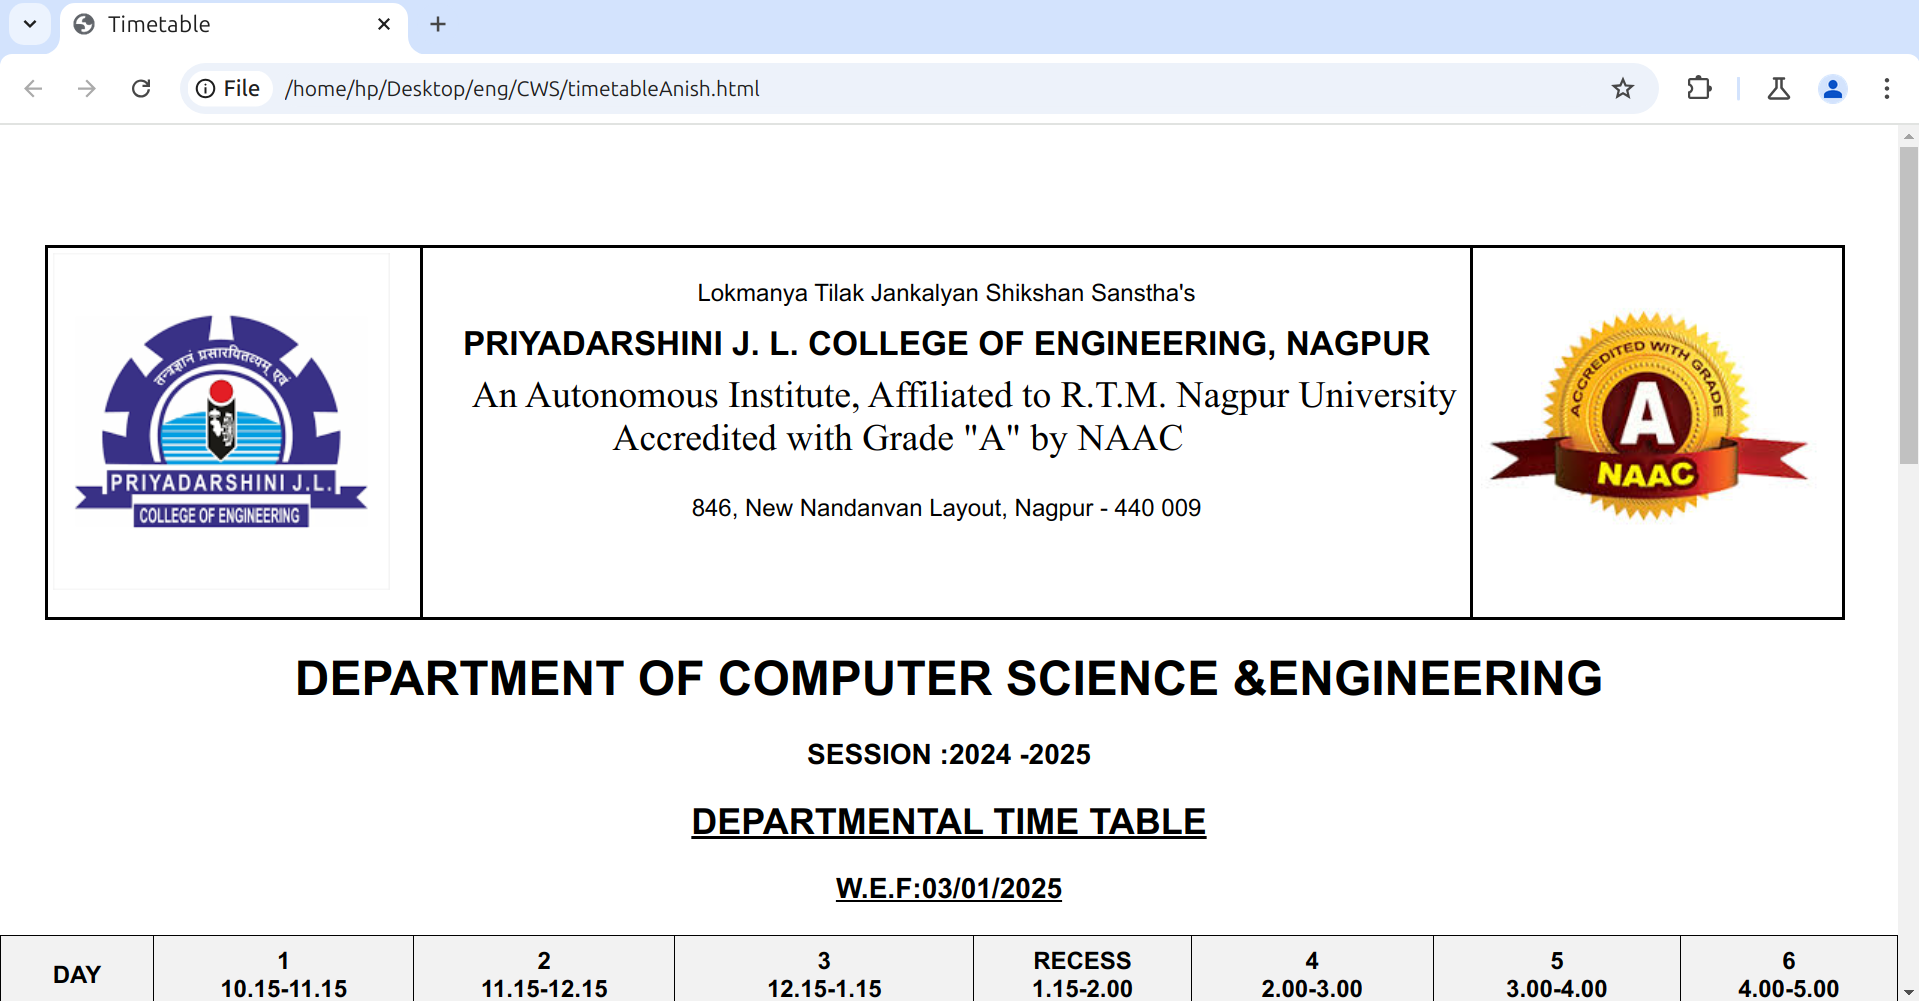 Timetable
File /home/hp/Desktop/eng/CWS/timetableAnish.html
तन्त्रज्ञानं प्रसारयितव्यम् एवं
PRIYADARSHINI J.L.
COLLEGE OF ENGINEERING
Lokmanya Tilak Jankalyan Shikshan Sanstha's
PRIYADARSHINI J. L. COLLEGE OF ENGINEERING, NAGPUR
An Autonomous Institute, Affiliated to R.T.M. Nagpur University
Accredited with Grade "A" by NAAC
846, New Nandanvan Layout, Nagpur - 440 009
ACCREDITED WITH GRADE
A
NAAC
DEPARTMENT OF COMPUTER SCIENCE &ENGINEERING
SESSION :2024 -2025
DEPARTMENTAL TIME TABLE
W.E.F:03/01/2025
DAY 1 2 3 RECESS 4 5 6
10.15-11.15 11.15-12.15 12.15-1.15 1.15-2.00 2.00-3.00 3.00-4.00 4.00-5.00